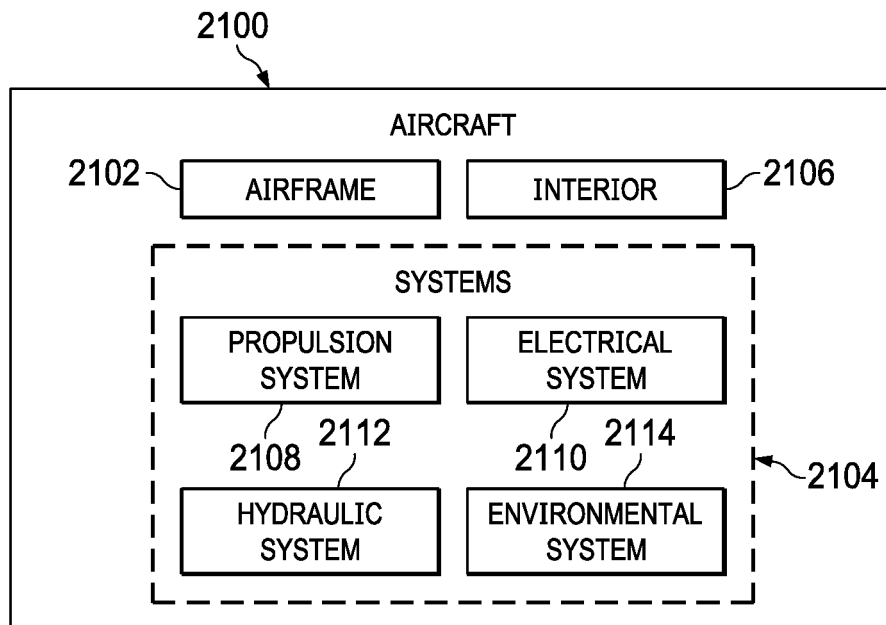 2100
AIRCRAFT
2102
AIRFRAME
INTERIOR
2106
SYSTEMS
PROPULSION
SYSTEM
ELECTRICAL
SYSTEM
2108
2112
2110
2114
2104
HYDRAULIC
SYSTEM
ENVIRONMENTAL
SYSTEM